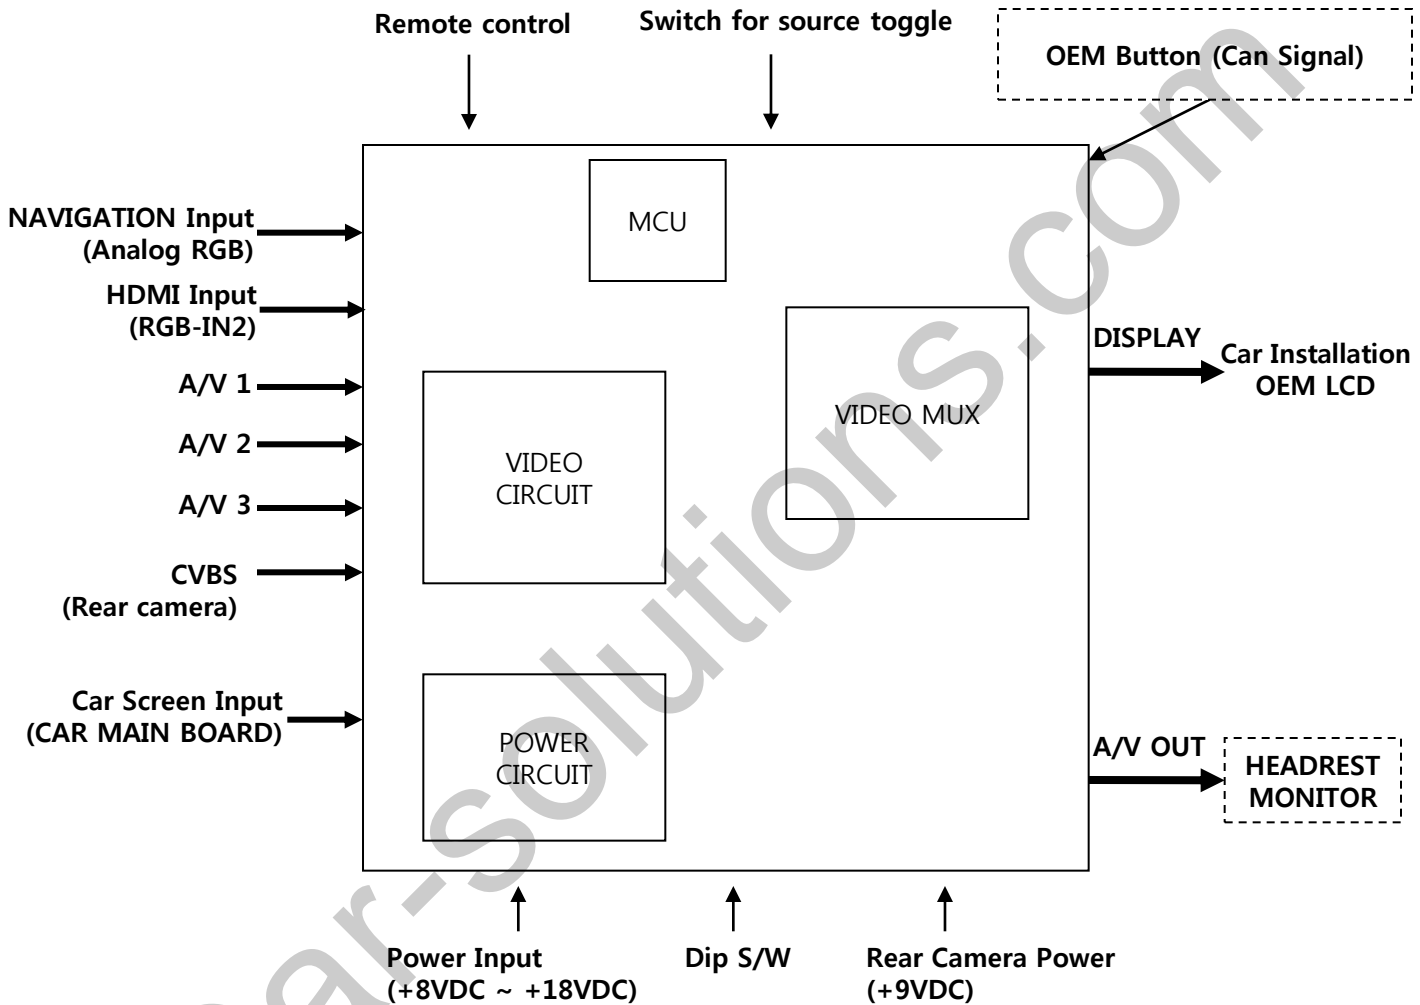 Remote control
Switch for source toggle
OEM Button (Can Signal)
MCU
NAVIGATION Input
(Analog RGB)
HDMI Input
(RGB-IN2)
A/V 1
A/V 2
A/V 3
CVBS
(Rear camera)
Car Screen Input
(CAR MAIN BOARD)
VIDEO
CIRCUIT
VIDEO MUX
POWER
CIRCUIT
DISPLAY
Car Installation
OEM LCD
A/V OUT
HEADREST
MONITOR
Power Input
(+8VDC ~ +18VDC)
Dip S/W
Rear Camera Power
(+9VDC)
ar-solutions.com